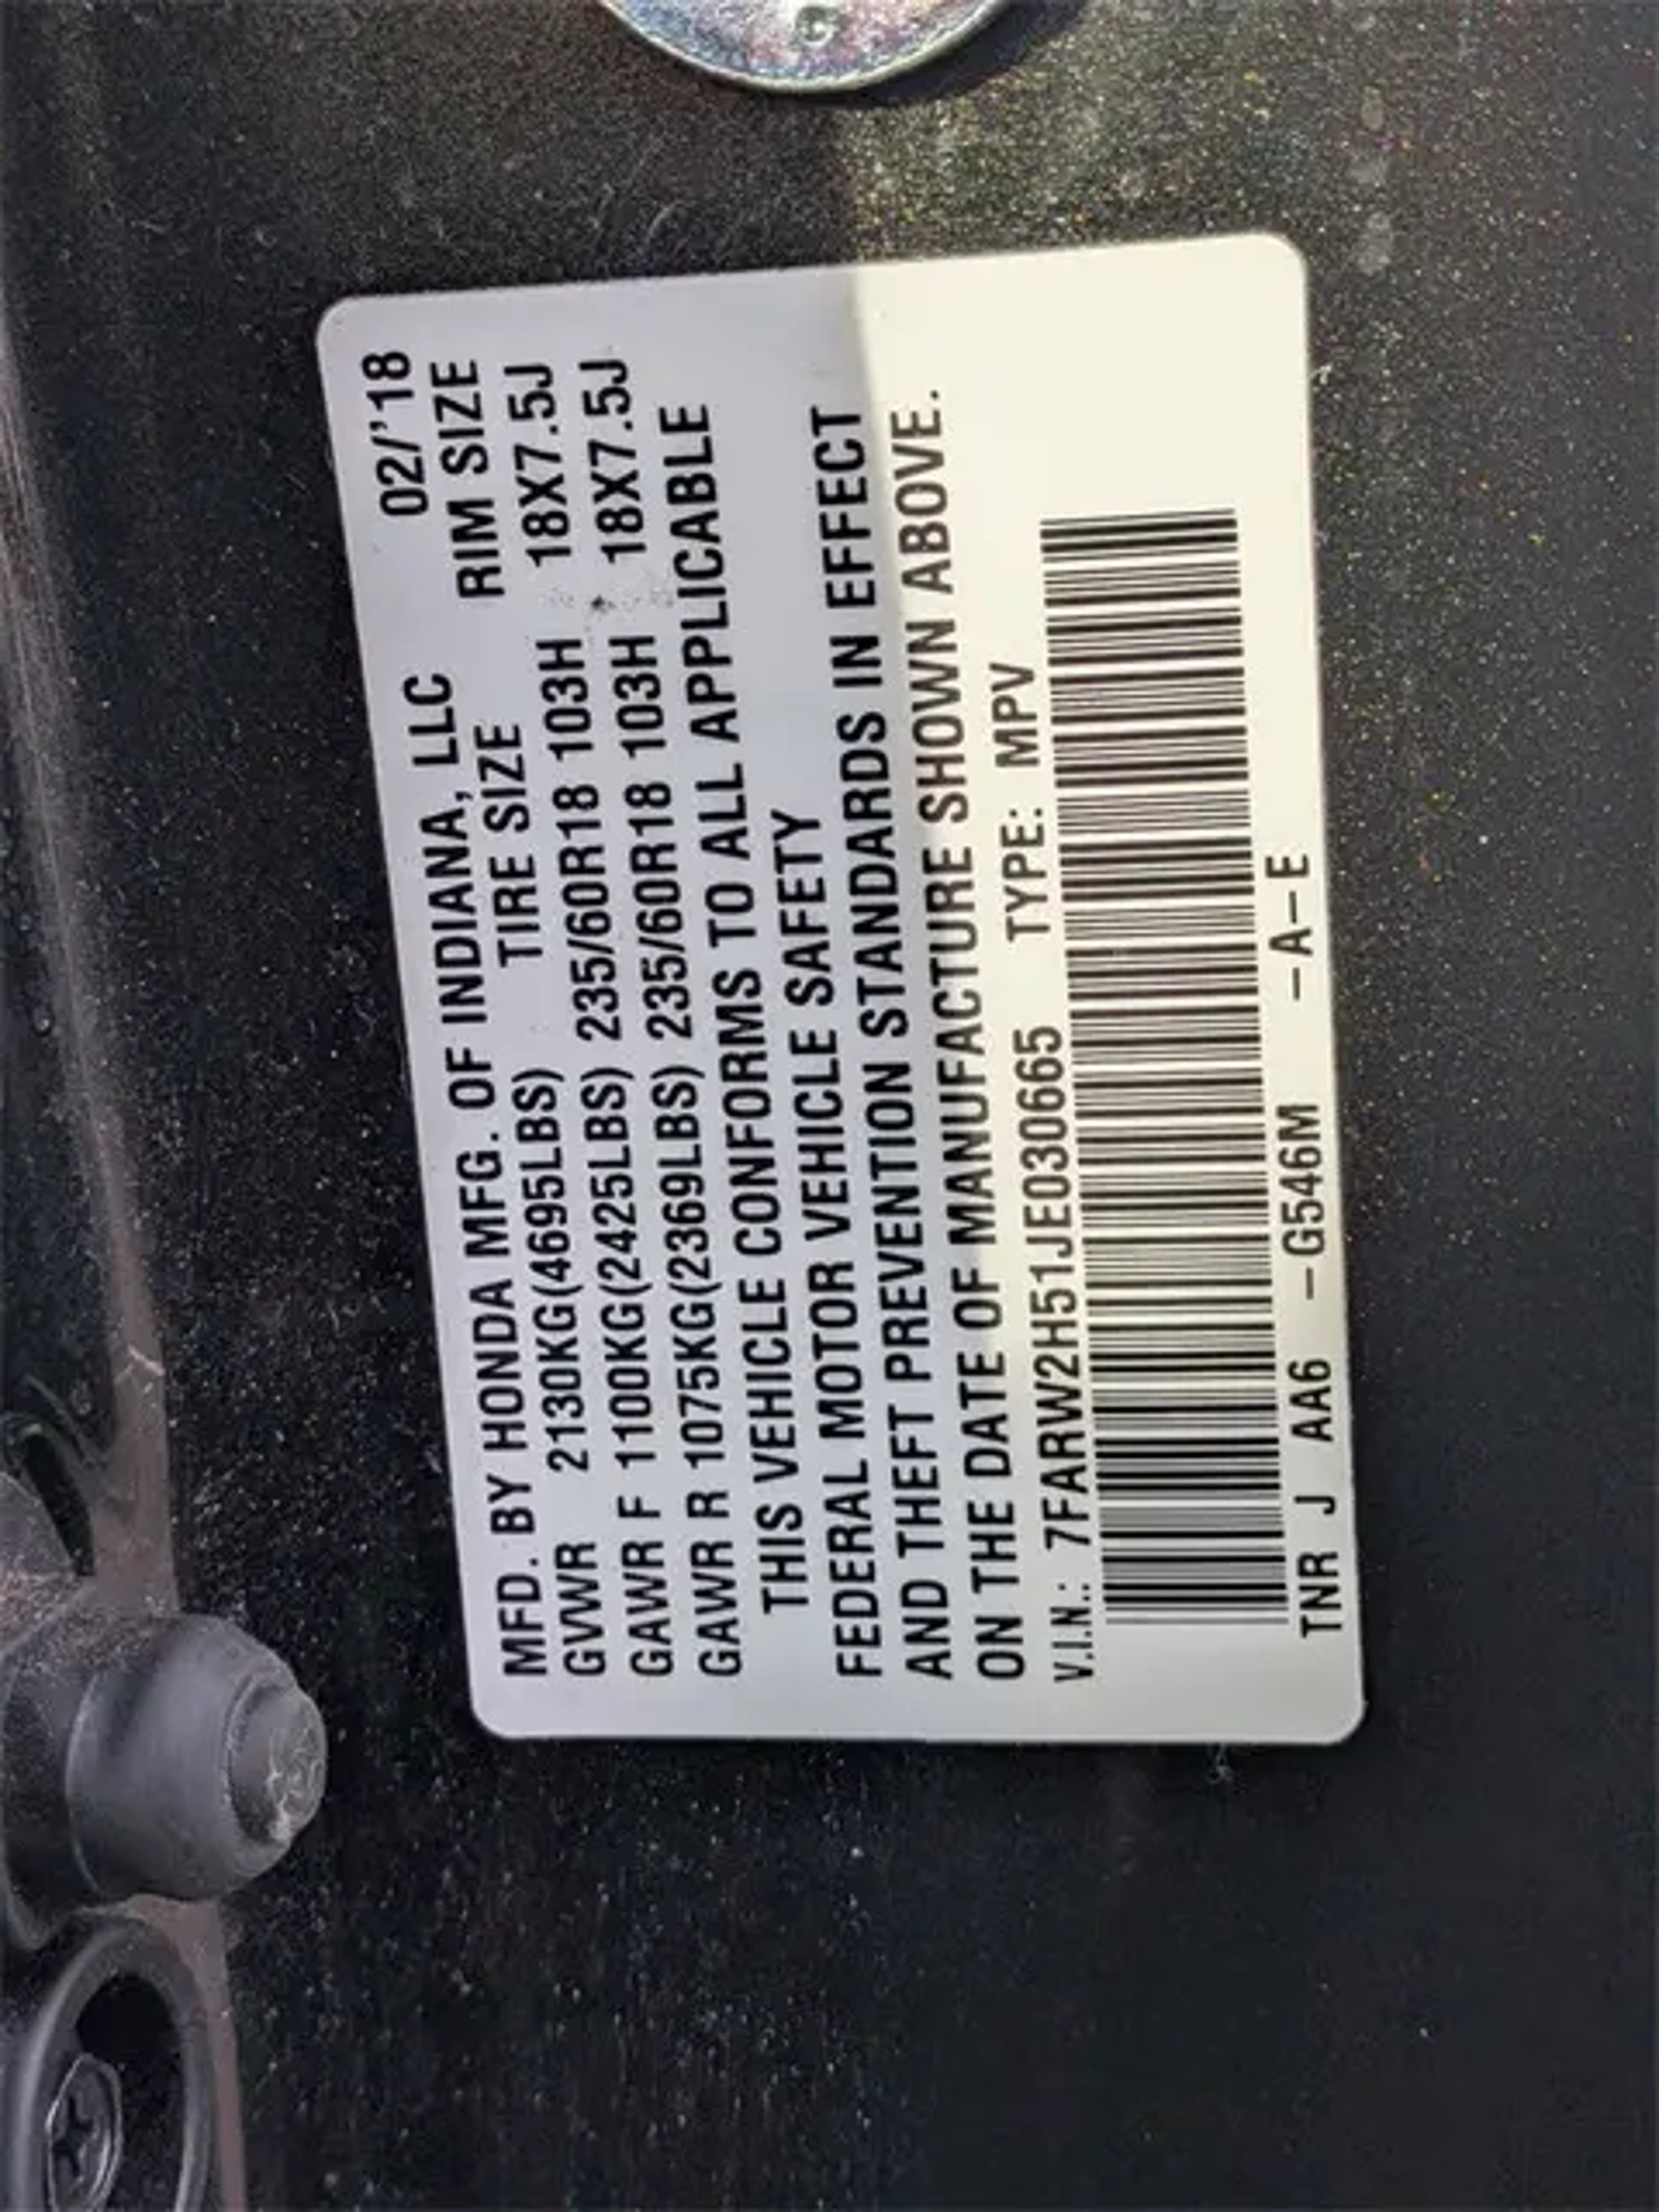 MFD. BY HONDA MFG. OF INDIANA, LLC 02/'18
TIRE SIZE RIM SIZE
GVWR 2130KG(4695LBS)
GAWR F 1100KG(2425LBS) 235/60R18 103H 18X7.5J
GAWR R 1075KG(2369LBS) 235/60R18 103H 18X7.5J
THIS VEHICLE CONFORMS TO ALL APPLICABLE
FEDERAL MOTOR VEHICLE SAFETY
AND THEFT PREVENTION STANDARDS IN EFFECT
ON THE DATE OF MANUFACTURE SHOWN ABOVE.
V.I.N.: 7FARW2H51JE030665 TYPE: MPV
TNR J AA6 -G546M -A-E